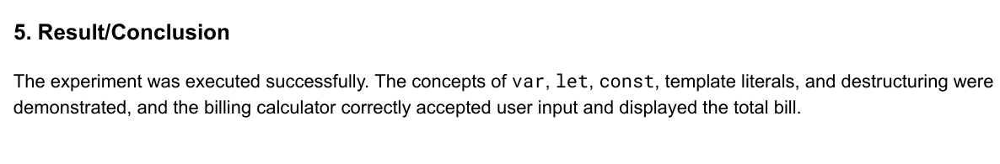 5. Result/Conclusion
The experiment was executed successfully. The concepts of var, let, const, template literals, and destructuring were
demonstrated, and the billing calculator correctly accepted user input and displayed the total bill.